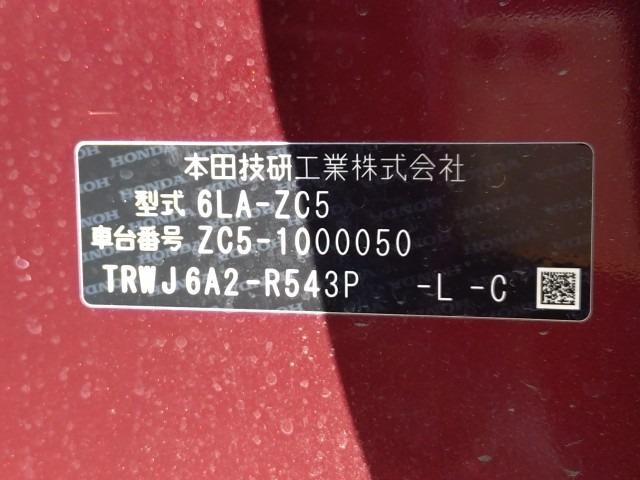 本田技研工業株式会社
型式 6LA-ZC5
車台番号 ZC5-1000050
TRWJ6A2-R543P -L -C